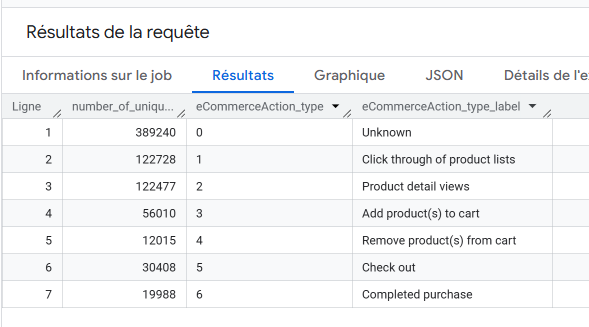 Résultats de la requête
Informations sur le job Résultats Graphique JSON Détails de l'e
Ligne number_of_uniqu... eCommerceAction_type eCommerceAction_type_label
1 389240 0 Unknown
2 122728 1 Click through of product lists
3 122477 2 Product detail views
4 56010 3 Add product(s) to cart
5 12015 4 Remove product(s) from cart
6 30408 5 Check out
7 19988 6 Completed purchase